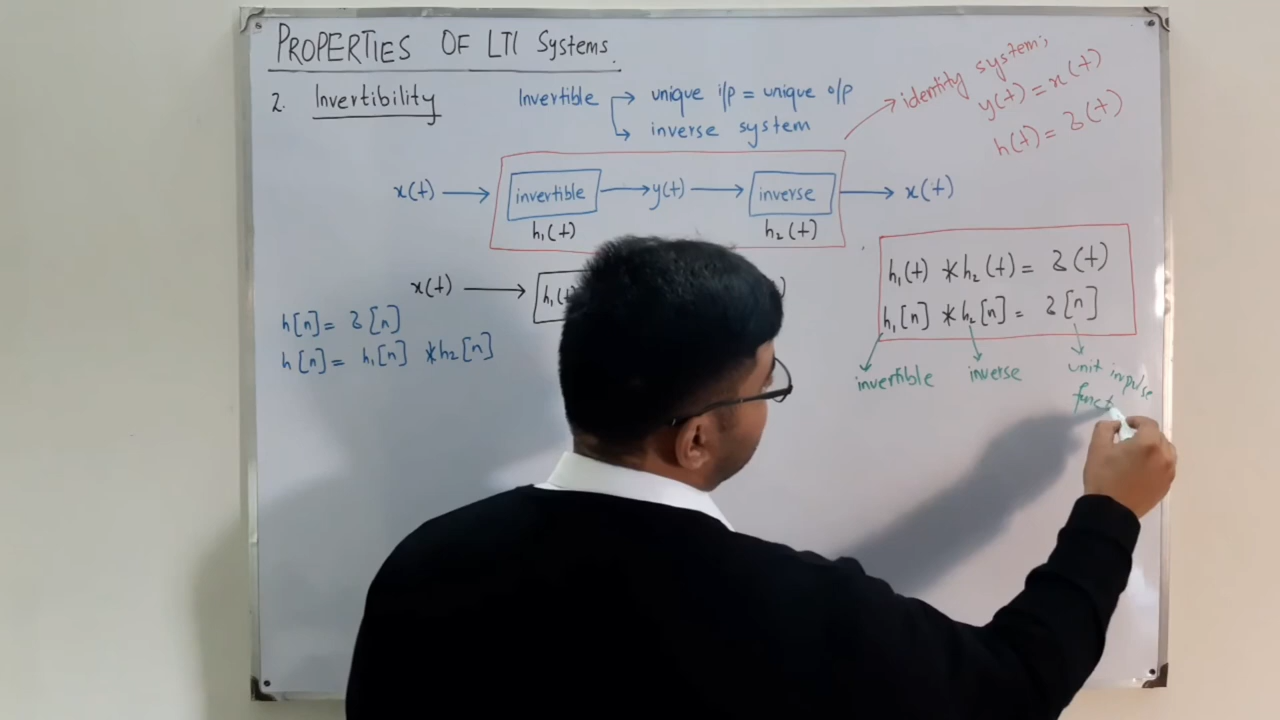 PROPERTIES OF LTI Systems.
2. Invertibility
Invertible → unique i/p = unique o/p
↳ inverse system
→ identity system;
y(t) = x(t)
h(t) = δ(t)
x(t) → invertible → y(t) → inverse → x(t)
h₁(t) h₂(t)
x(t) → h₁(t
h[n] = δ[n]
h[n] = h₁[n] * h₂[n]
h₁(t) * h₂(t) = δ(t)
h₁[n] * h₂[n] = δ[n]
invertible inverse unit impulse
funct